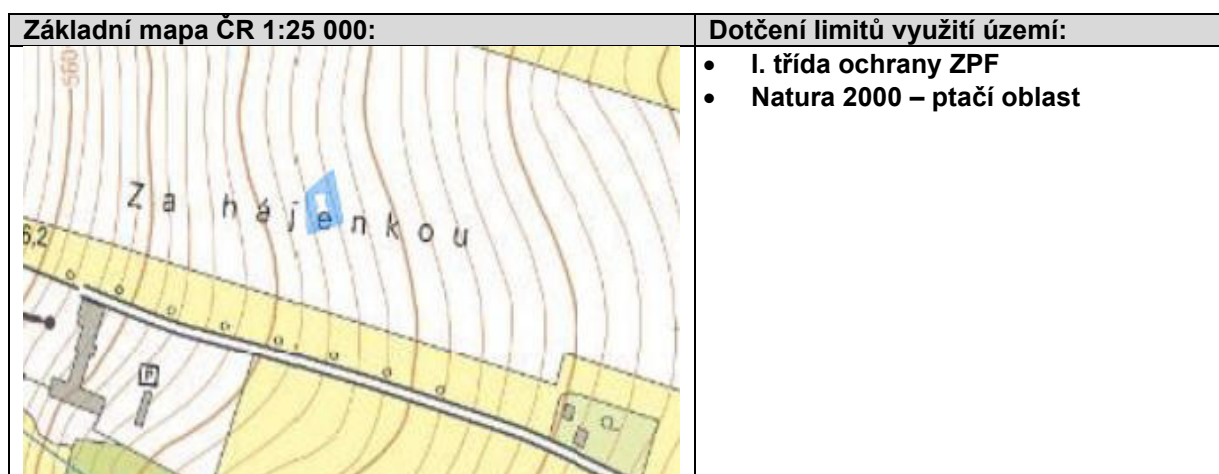 Základní mapa ČR 1:25 000:
Dotčení limitů využití území:
• I. třída ochrany ZPF
• Natura 2000 – ptačí oblast
560
Za hájenkou
6,2
P